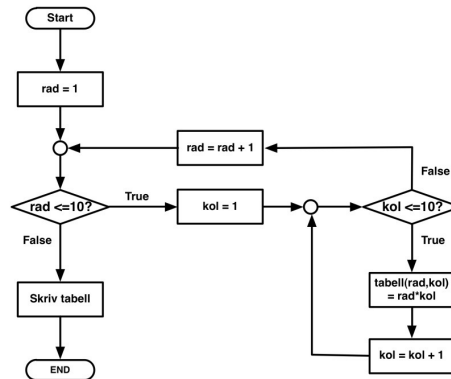 Start
rad = 1
rad = rad + 1
False
rad <=10?
True
kol = 1
kol <=10?
False
True
Skriv tabell
tabell(rad,kol)
= rad*kol
kol = kol + 1
END